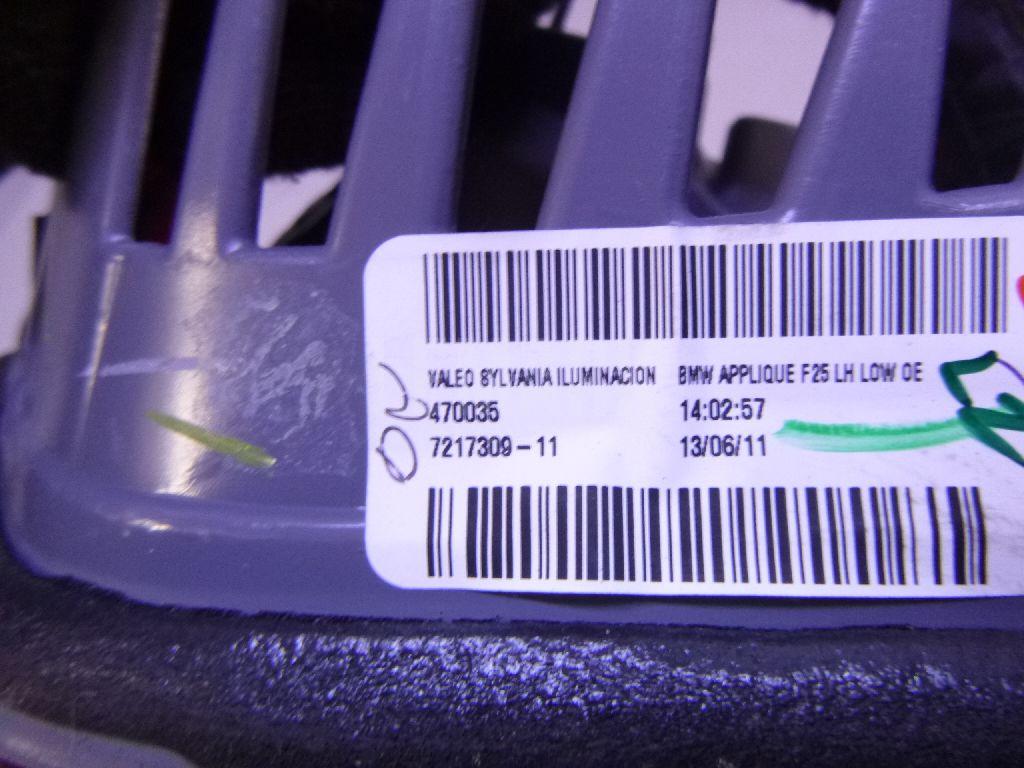 VALEO SYLVANIA ILUMINACION BMW APPLIQUE F25 LH LOW OE
470035 14:02:57
7217309-11 13/06/11